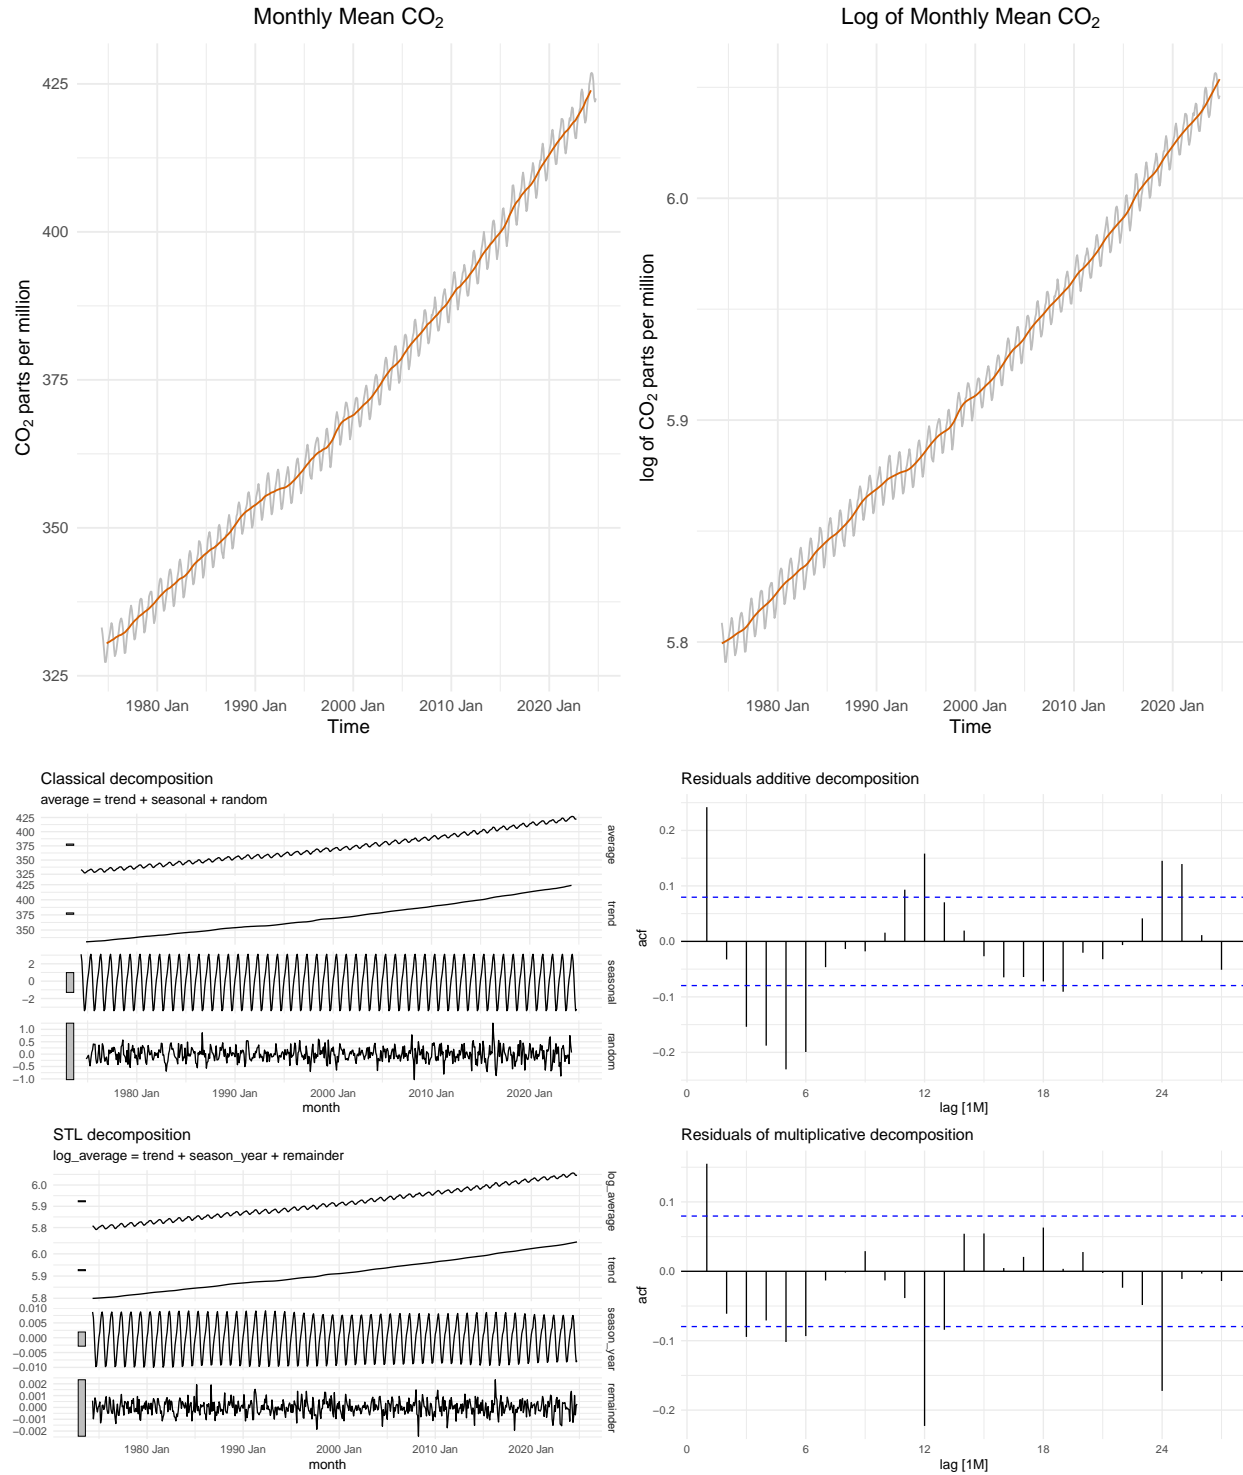 Monthly Mean CO₂
CO₂ parts per million
425
400
375
350
325
1980 Jan 1990 Jan 2000 Jan 2010 Jan 2020 Jan
Time
Log of Monthly Mean CO₂
log of CO₂ parts per million
6.0
5.9
5.8
1980 Jan 1990 Jan 2000 Jan 2010 Jan 2020 Jan
Time
Classical decomposition
average = trend + seasonal + random
425
400
375
350
325
average
425
400
375
350
trend
2
0
−2
seasonal
1.0
0.5
0.0
−0.5
−1.0
random
1980 Jan 1990 Jan 2000 Jan 2010 Jan 2020 Jan
month
Residuals additive decomposition
acf
0.2
0.1
0.0
−0.1
−0.2
0 6 12 18 24
lag [1M]
STL decomposition
log_average = trend + season_year + remainder
6.0
5.9
5.8
log_average
6.0
5.9
5.8
trend
0.010
0.005
0.000
−0.005
−0.010
season_year
0.002
0.001
0.000
−0.001
−0.002
remainder
1980 Jan 1990 Jan 2000 Jan 2010 Jan 2020 Jan
month
Residuals of multiplicative decomposition
acf
0.1
0.0
−0.1
−0.2
0 6 12 18 24
lag [1M]